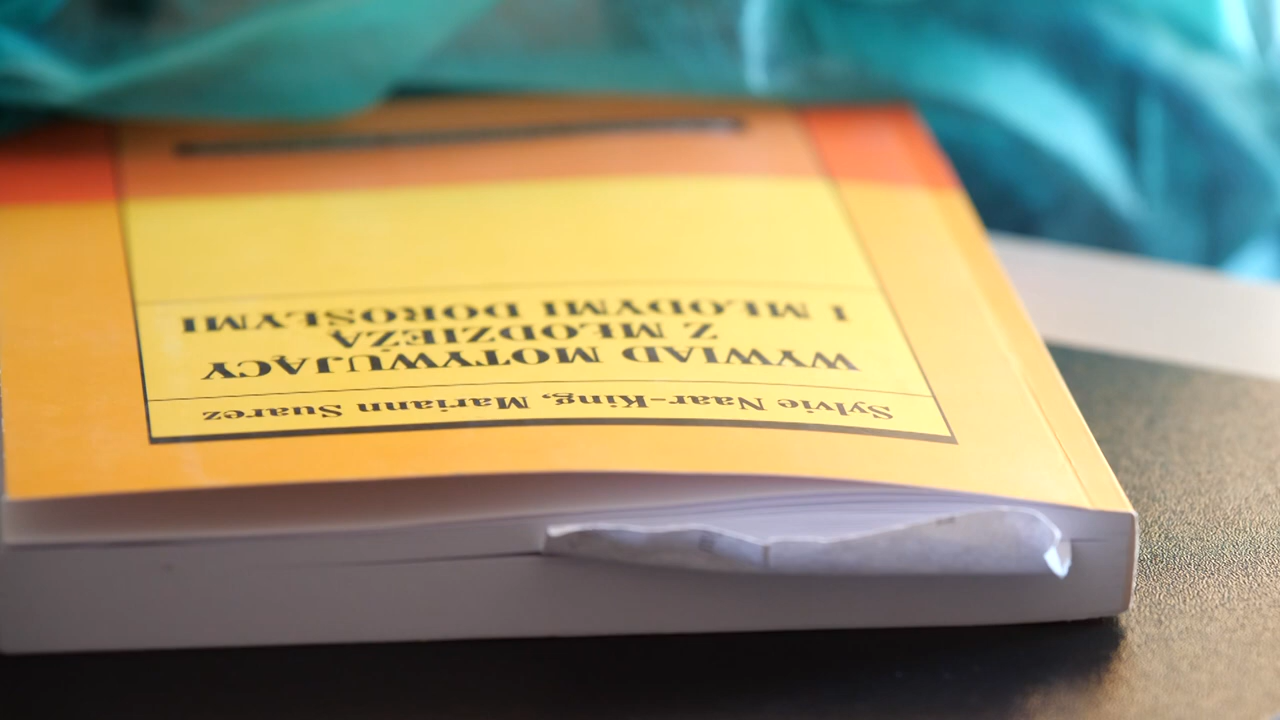 Sylvie Naar-King, Mariann Suarez
WYWIAD MOTYWUJĄCY
Z MŁODZIEŻĄ
I MŁODYMI DOROSŁYMI